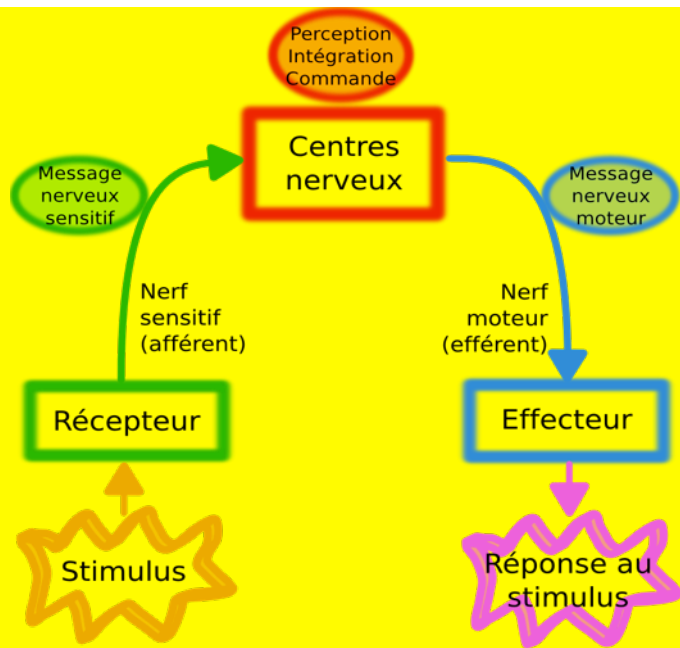 Perception
Intégration
Commande
Centres
nerveux
Message
nerveux
sensitif
Message
nerveux
moteur
Nerf
sensitif
(afférent)
Nerf
moteur
(efférent)
Récepteur
Effecteur
Stimulus
Réponse au
stimulus